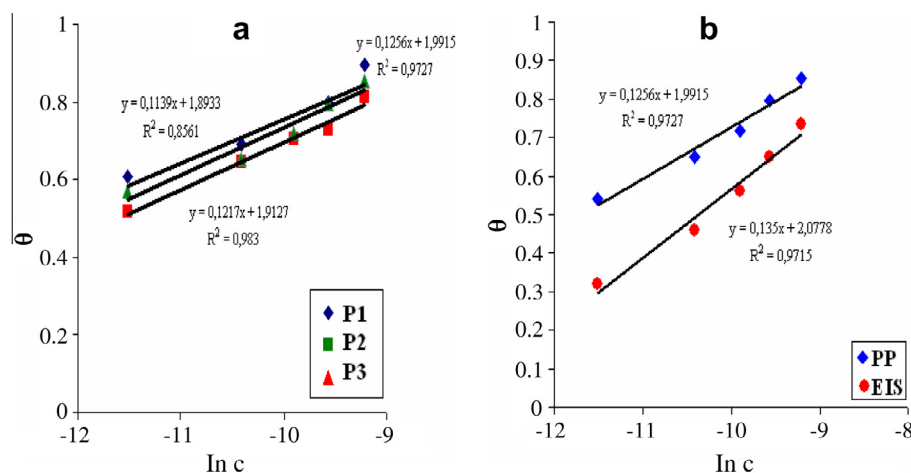 a
1
0.8
0.6
0.4
0.2
0
θ
y = 0,1256x + 1,9915
R² = 0,9727
y = 0,1139x + 1,8933
R² = 0,8561
y = 0,1217x + 1,9127
R² = 0,983
P1
P2
P3
-12 -11 -10 -9
In c
b
1
0.9
0.8
0.7
0.6
0.5
0.4
0.3
0.2
0.1
0
θ
y = 0,1256x + 1,9915
R² = 0,9727
y = 0,135x + 2,0778
R² = 0,9715
PP
EIS
-12 -11 -10 -9 -8
In c